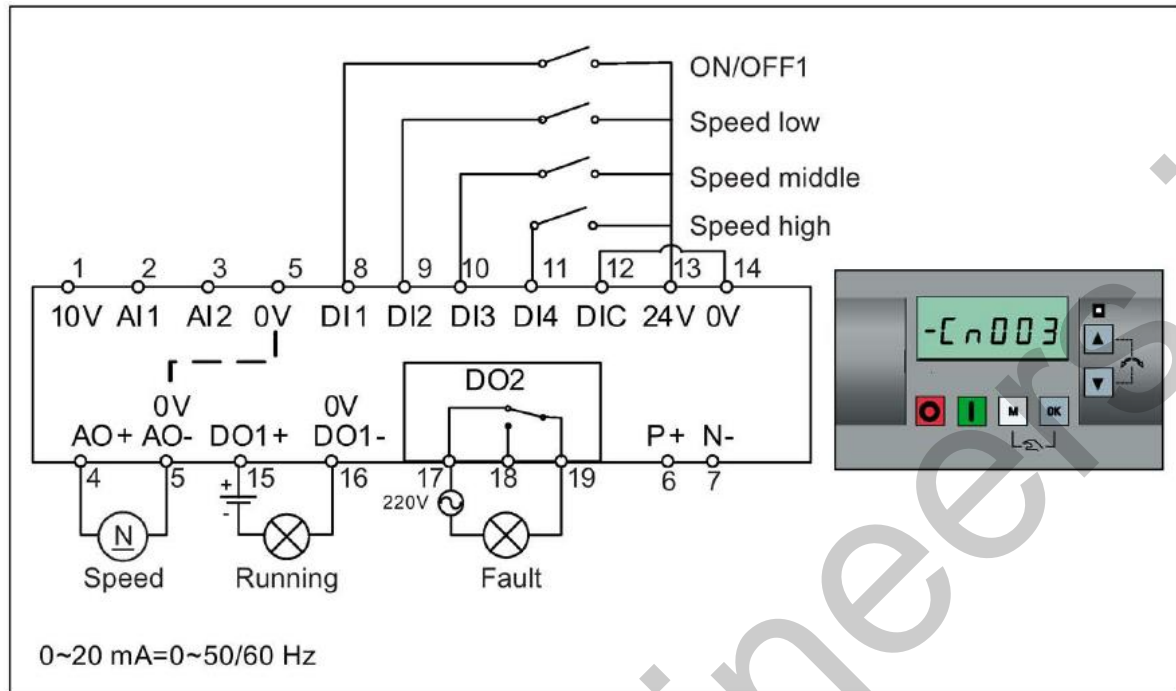 ON/OFF1
Speed low
Speed middle
Speed high
1 2 3 5 8 9 10 11 12 13 14
10V AI1 AI2 0V DI1 DI2 DI3 DI4 DIC 24V 0V
-Cn003
DO2
0V 0V
AO+ AO- DO1+ DO1- P+ N-
M OK
4 5 15 16 17 18 19 6 7
+
-
220V
N
Speed Running Fault
0~20 mA=0~50/60 Hz
neers.